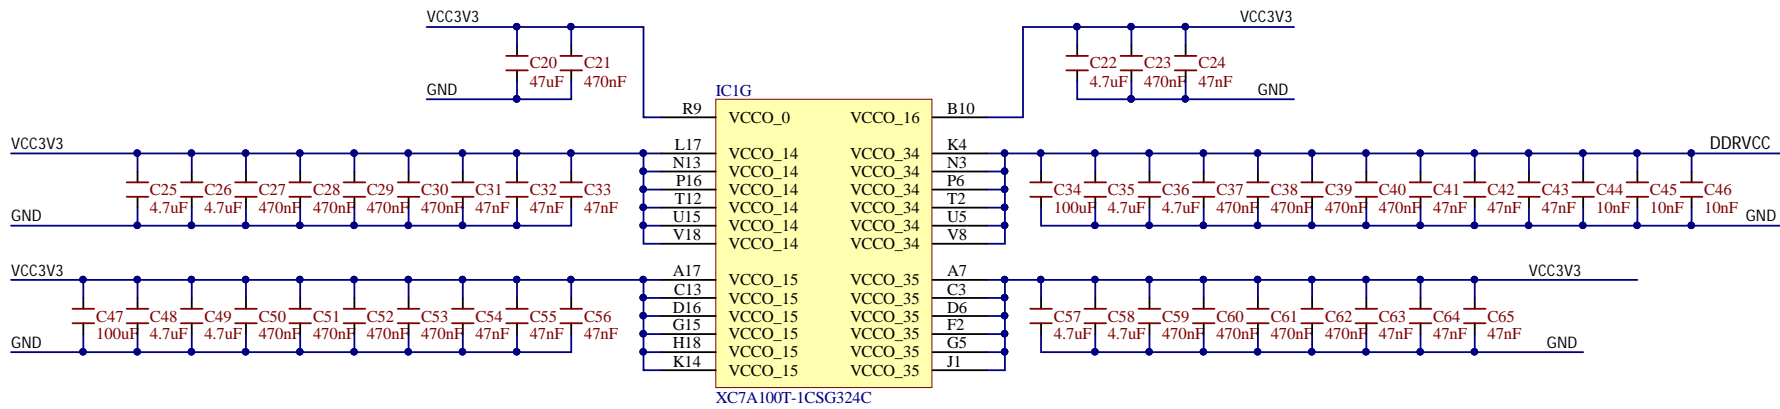 VCC3V3 VCC3V3
C20 C21 C22 C23 C24
47uF 470nF 4.7uF 470nF 47nF
GND GND
IC1G
R9 VCCO_0 VCCO_16 B10
VCC3V3 L17 VCCO_14 VCCO_34 K4 DDRVCC
N13 VCCO_14 VCCO_34 N3
P16 VCCO_14 VCCO_34 P6
C25 C26 C27 C28 C29 C30 C31 C32 C33 C34 C35 C36 C37 C38 C39 C40 C41 C42 C43 C44 C45 C46
4.7uF 4.7uF 470nF 470nF 470nF 470nF 47nF 47nF 47nF 100uF 4.7uF 4.7uF 470nF 470nF 470nF 470nF 47nF 47nF 47nF 10nF 10nF 10nF
T12 VCCO_14 VCCO_34 T2
GND U15 VCCO_14 VCCO_34 U5 GND
V18 VCCO_14 VCCO_34 V8
VCC3V3 A17 VCCO_15 VCCO_35 A7 VCC3V3
C13 VCCO_15 VCCO_35 C3
D16 VCCO_15 VCCO_35 D6
C47 C48 C49 C50 C51 C52 C53 C54 C55 C56 C57 C58 C59 C60 C61 C62 C63 C64 C65
100uF 4.7uF 4.7uF 470nF 470nF 470nF 470nF 47nF 47nF 47nF 4.7uF 4.7uF 470nF 470nF 470nF 470nF 47nF 47nF 47nF
G15 VCCO_15 VCCO_35 F2
GND H18 VCCO_15 VCCO_35 G5 GND
K14 VCCO_15 VCCO_35 J1
XC7A100T-1CSG324C